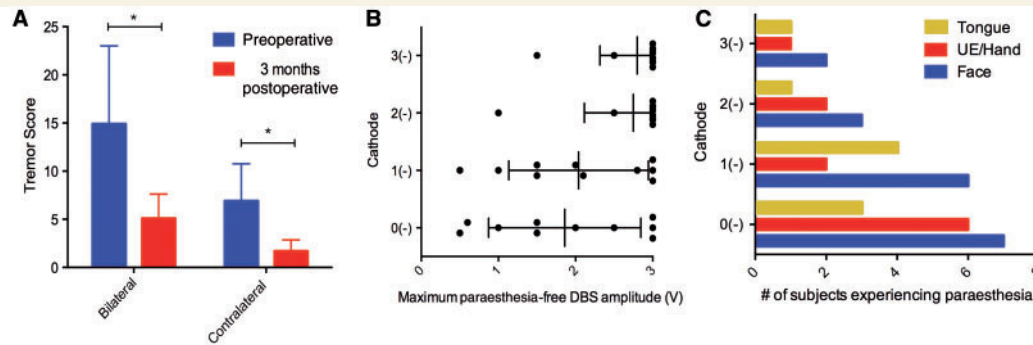 A
25
20
15
10
5
0
Tremor Score
*
*
Preoperative
3 months
postoperative
Bilateral
Contralateral
B
3(-)
2(-)
1(-)
0(-)
Cathode
0
1
2
3
Maximum paraesthesia-free DBS amplitude (V)
C
Tongue
UE/Hand
Face
3(-)
2(-)
1(-)
0(-)
Cathode
0
2
4
6
# of subjects experiencing paraesthesia